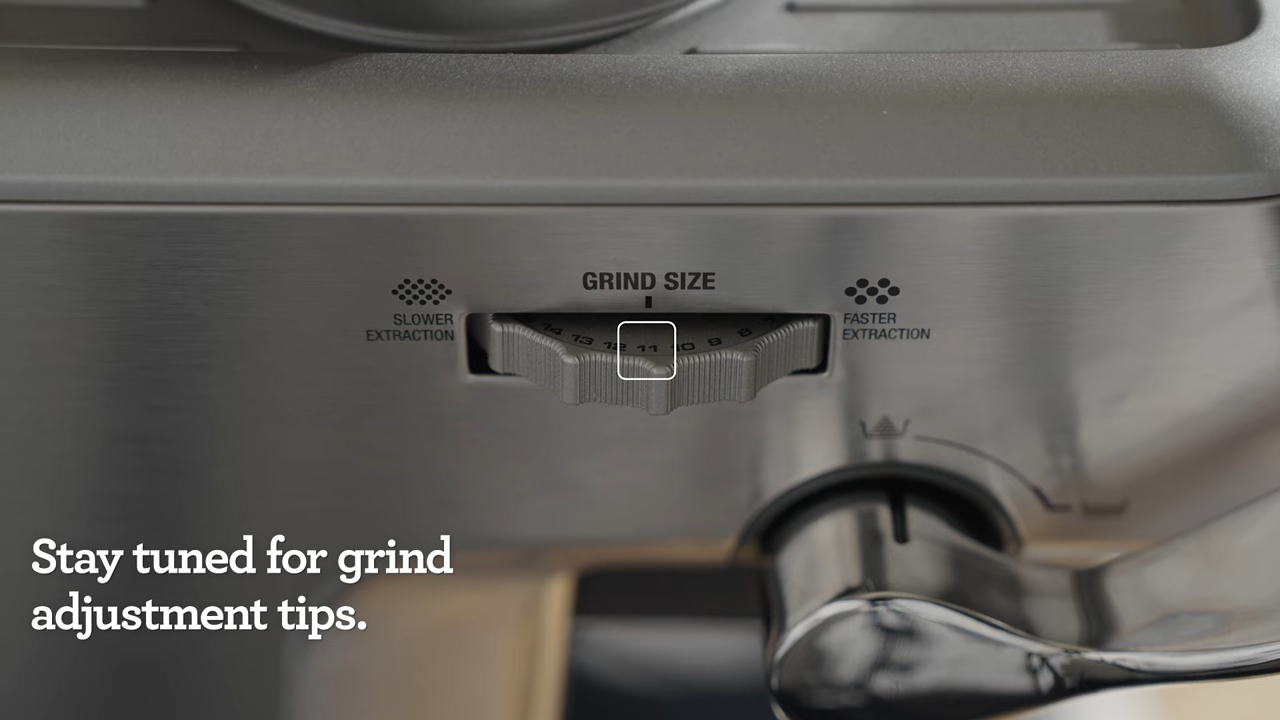 GRIND SIZE
SLOWER
EXTRACTION
FASTER
EXTRACTION
14 13 12 11 10 9 8
Stay tuned for grind
adjustment tips.